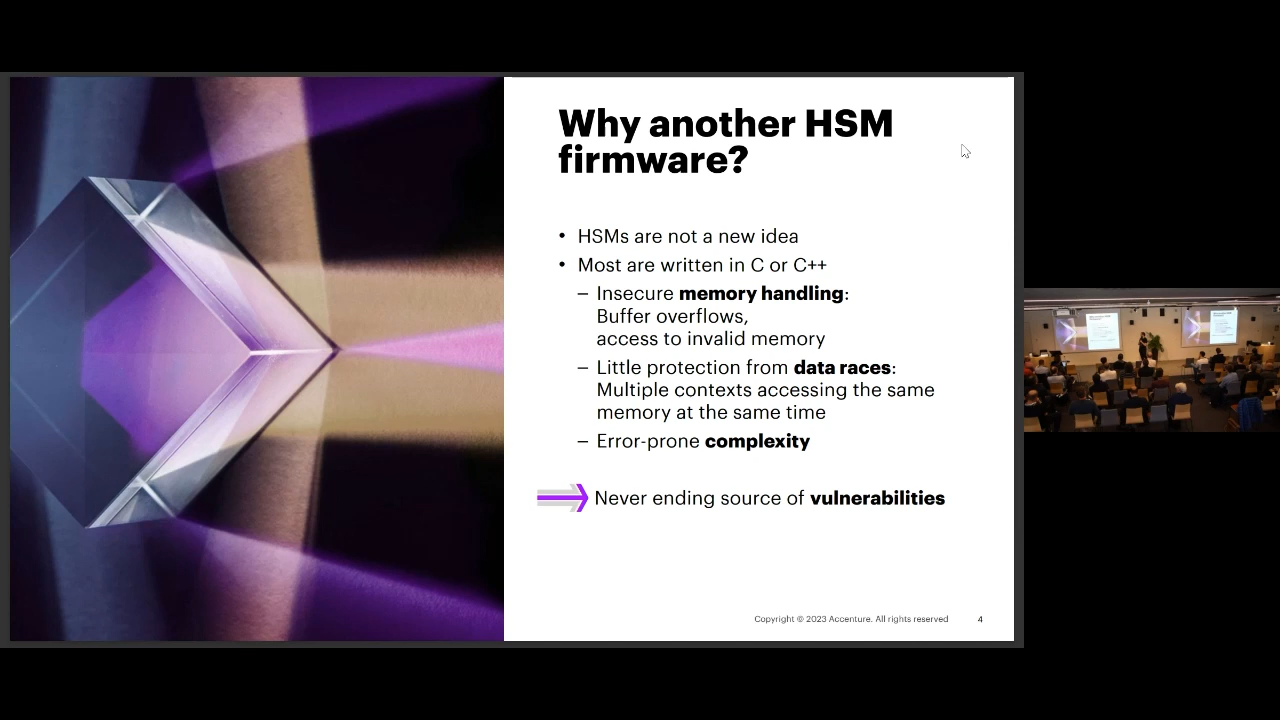 Why another HSM
firmware?
• HSMs are not a new idea
• Most are written in C or C++
– Insecure memory handling:
Buffer overflows,
access to invalid memory
– Little protection from data races:
Multiple contexts accessing the same
memory at the same time
– Error-prone complexity
Never ending source of vulnerabilities
Copyright © 2023 Accenture. All rights reserved 4